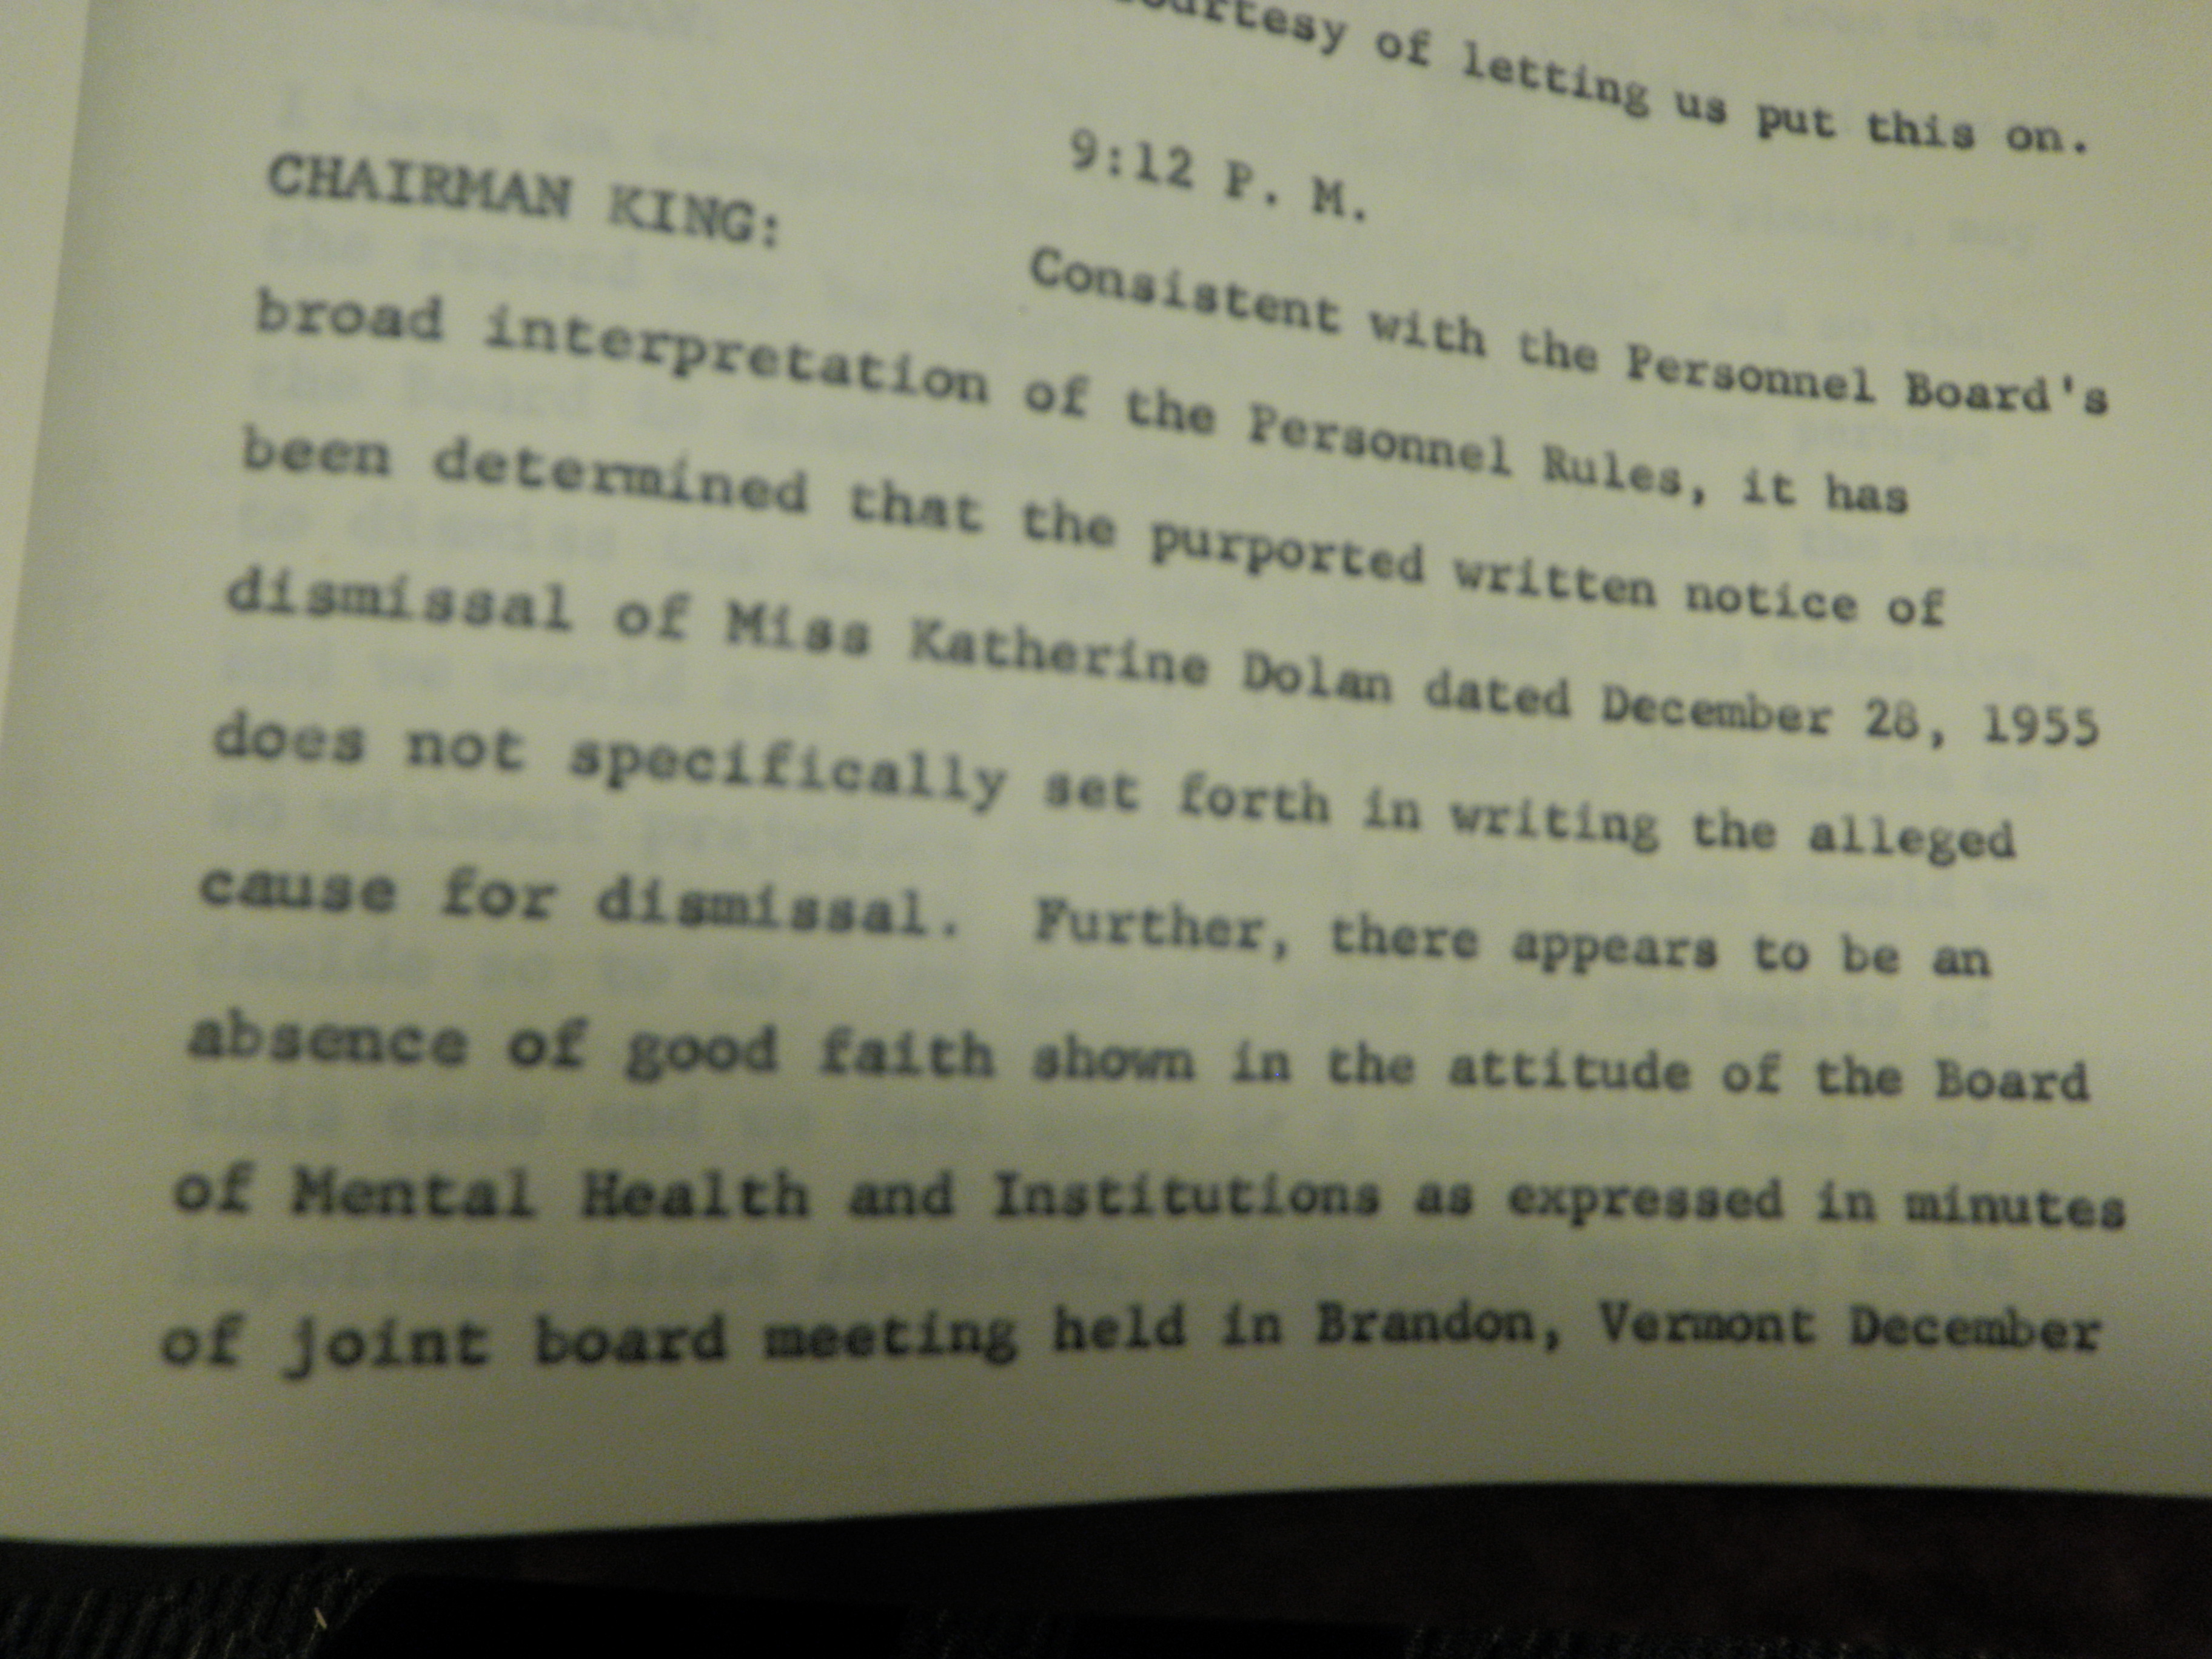 courtesy of letting us put this on.
9:12 P. M.
CHAIRMAN KING: Consistent with the Personnel Board's
broad interpretation of the Personnel Rules, it has
been determined that the purported written notice of
dismissal of Miss Katherine Dolan dated December 28, 1955
does not specifically set forth in writing the alleged
cause for dismissal. Further, there appears to be an
absence of good faith shown in the attitude of the Board
of Mental Health and Institutions as expressed in minutes
of joint board meeting held in Brandon, Vermont December